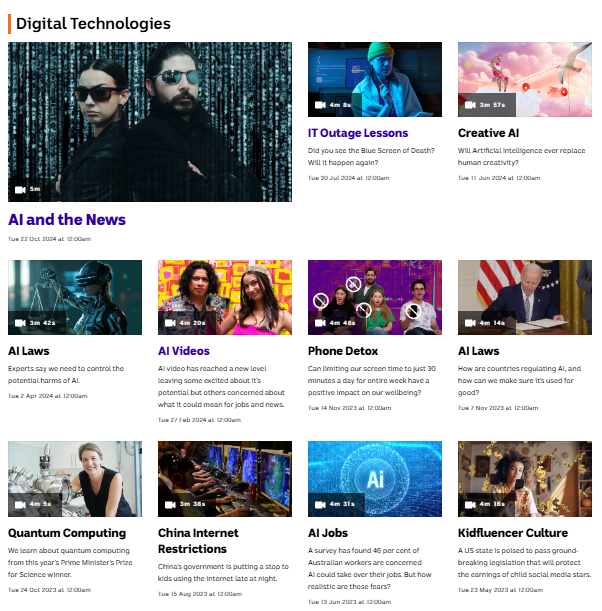 Digital Technologies
5m
AI and the News
Tue 22 Oct 2024 at 12:00am
4m 8s
IT Outage Lessons
Did you see the Blue Screen of Death?
Will it happen again?
Tue 30 Jul 2024 at 12:00am
3m 57s
Creative AI
Will Artificial Intelligence ever replace
human creativity?
Tue 11 Jun 2024 at 12:00am
3m 42s
AI Laws
Experts say we need to control the
potential harms of AI.
Tue 2 Apr 2024 at 12:00am
4m 20s
AI Videos
AI video has reached a new level
leaving some excited about it's
potential but others concerned about
what it could mean for jobs and news.
Tue 27 Feb 2024 at 12:00am
4m 48s
Phone Detox
Can limiting our screen time to just 30
minutes a day for entire week have a
positive impact on our wellbeing?
Tue 14 Nov 2023 at 12:00am
4m 14s
AI Laws
How are countries regulating AI, and
how can we make sure it's used for
good?
Tue 7 Nov 2023 at 12:00am
4m 5s
Quantum Computing
We learn about quantum computing
from this year's Prime Minister's Prize
for Science winner.
Tue 24 Oct 2023 at 12:00am
3m 38s
China Internet
Restrictions
China's government is putting a stop to
kids using the internet late at night.
Tue 15 Aug 2023 at 12:00am
Ai
4m 31s
AI Jobs
A survey has found 46 per cent of
Australian workers are concerned
AI could take over their jobs. But how
realistic are those fears?
Tue 13 Jun 2023 at 12:00am
4m 16s
Kidfluencer Culture
A US state is poised to pass ground-
breaking legislation that will protect
the earnings of child social media stars.
Tue 23 May 2023 at 12:00am